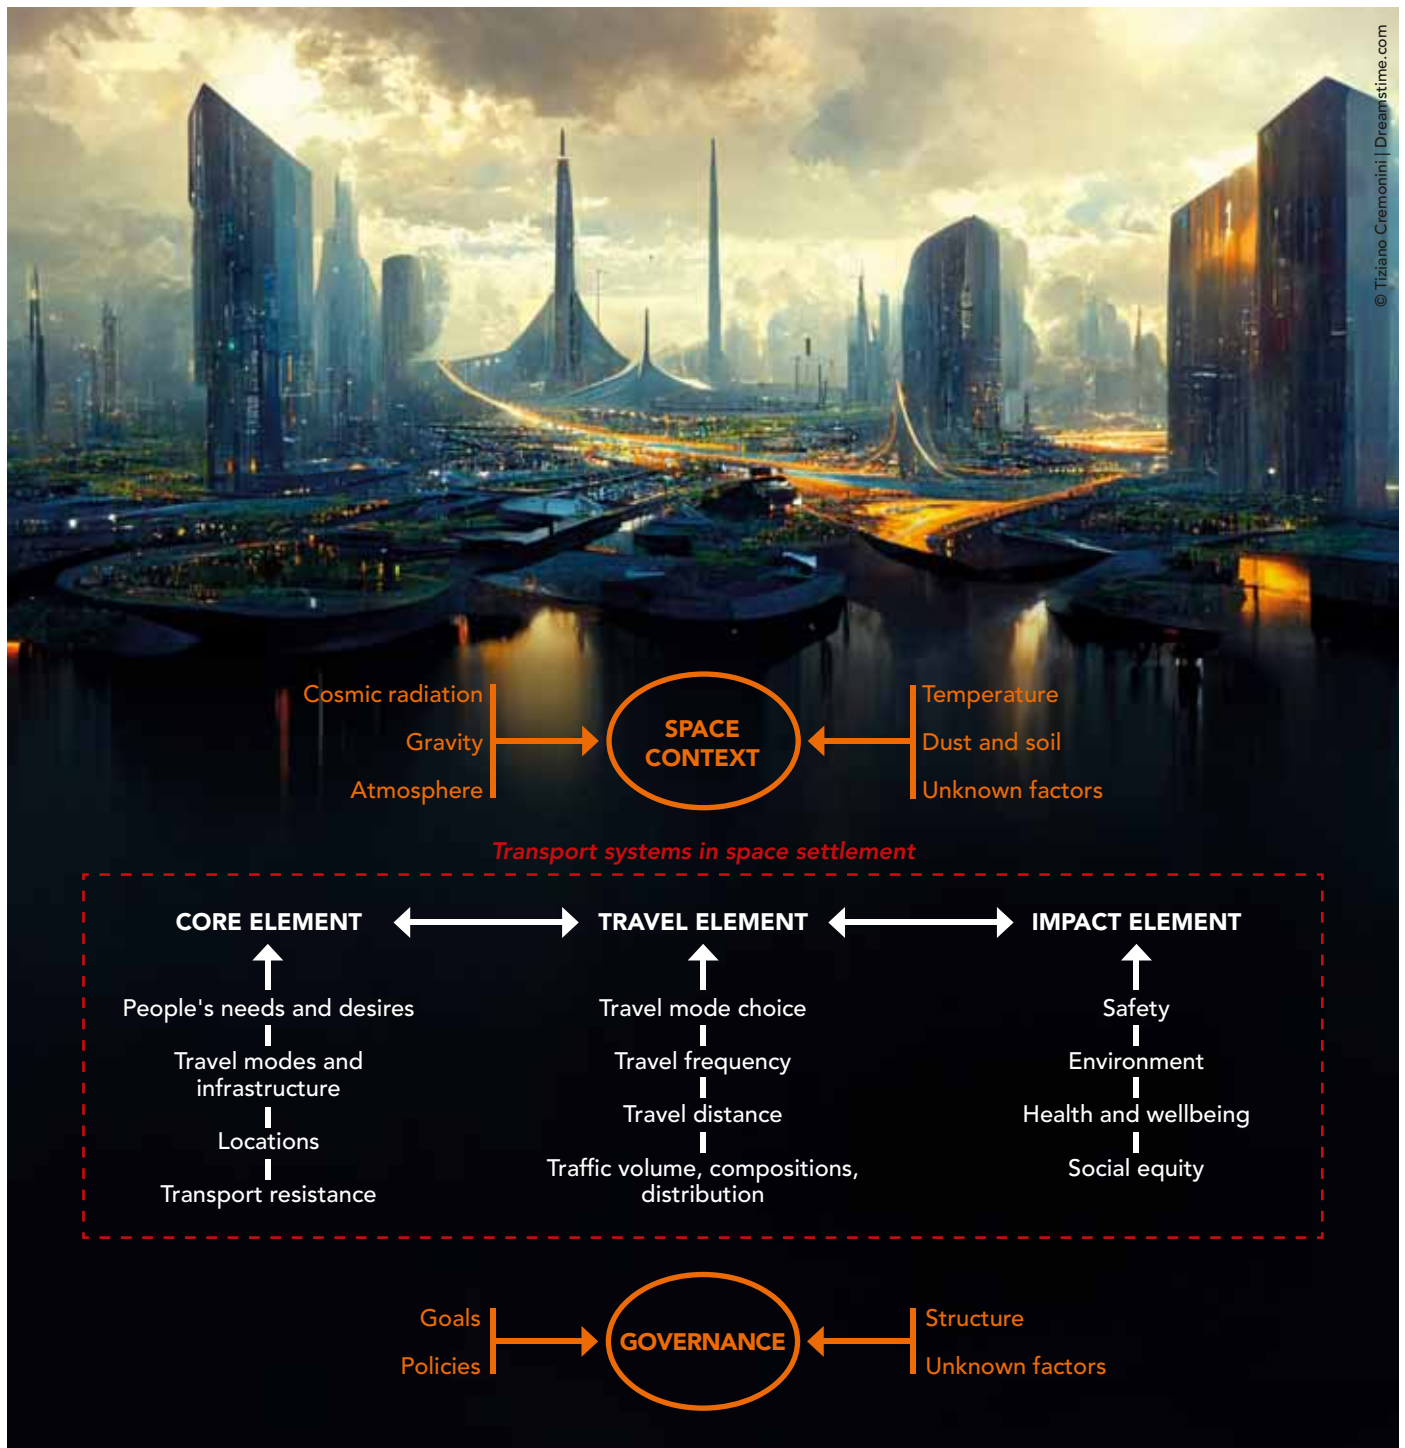 © Tiziano Cremonini | Dreamstime.com
Cosmic radiation
Gravity
Atmosphere
SPACE
CONTEXT
Temperature
Dust and soil
Unknown factors
Transport systems in space settlement
CORE ELEMENT
TRAVEL ELEMENT
IMPACT ELEMENT
People's needs and desires
Travel modes and
infrastructure
Locations
Transport resistance
Travel mode choice
Travel frequency
Travel distance
Traffic volume, compositions,
distribution
Safety
Environment
Health and wellbeing
Social equity
Goals
Policies
GOVERNANCE
Structure
Unknown factors